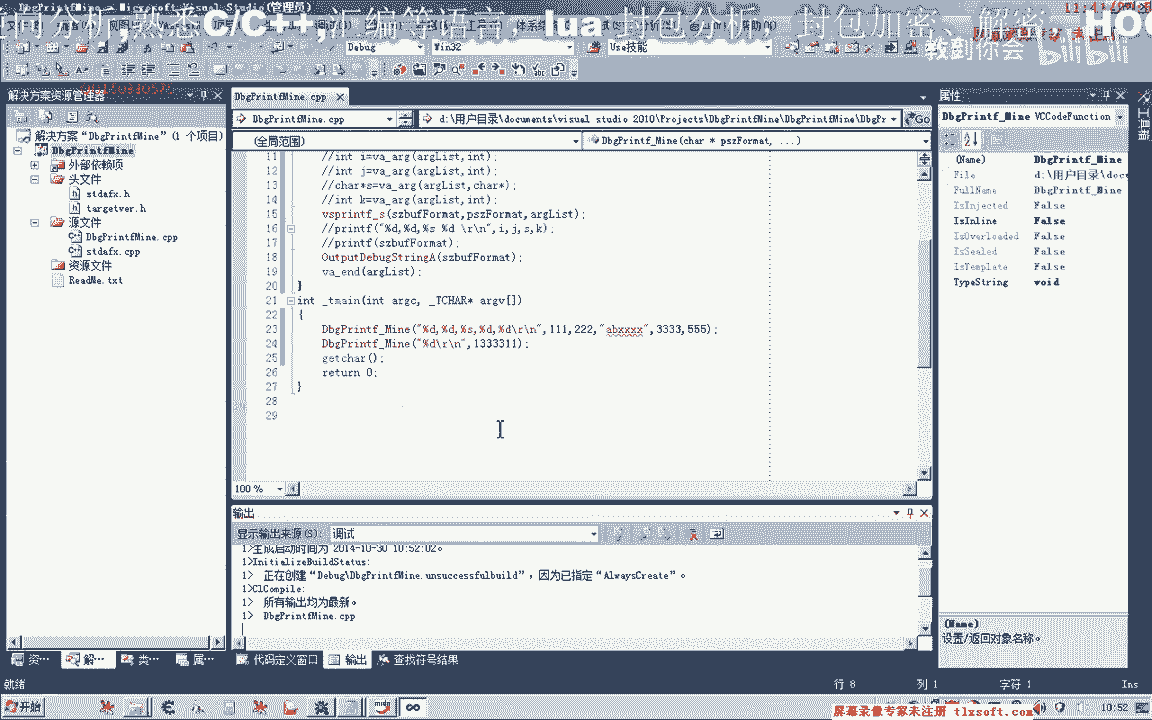 DbgPrintfMine - Microsoft Visual Studio(管理员)
向分析,熟悉C/C++,汇编等语言，lua 封包分析，封包加密、解密、HOO
教到你会 bilibili
Debug Win32 Use技能
解决方案资源管理器
解决方案“DbgPrintfMine”(1 个项目)
DbgPrintfMine
外部依赖项
头文件
stdafx.h
targetver.h
源文件
DbgPrintfMine.cpp
stdafx.cpp
资源文件
ReadMe.txt
DbgPrintfMine.cpp
DbgPrintfMine.cpp d:\用户目录\documents\visual studio 2010\Projects\DbgPrintfMine\DbgPrintfMine\DbgPr Go
(全局范围) DbgPrintf_Mine(char * pszFormat, ...)
11 //int i=va_arg(argList,int);
12 //int j=va_arg(argList,int);
13 //char*s=va_arg(argList,char*);
14 //int k=va_arg(argList,int);
15 vsprintf_s(szbufFormat,pszFormat,argList);
16 //printf("%d,%d,%s %d \r\n",i,j,s,k);
17 //printf(szbufFormat);
18 OutputDebugStringA(szbufFormat);
19 va_end(argList);
20 }
21 int _tmain(int argc, _TCHAR* argv[])
22 {
23 DbgPrintf_Mine("%d,%d,%s,%d,%d\r\n",111,222,"abxxxx",3333,555);
24 DbgPrintf_Mine("%d\r\n",1333311);
25 getchar();
26 return 0;
27 }
28
29
100 %
输出
显示输出来源(S): 调试
1>生成启动时间为 2014-10-30 10:52:02。
1>InitializeBuildStatus:
1> 正在创建“Debug\DbgPrintfMine.unsuccessfulbuild”，因为已指定“AlwaysCreate”。
1>ClCompile:
1> 所有输出均为最新。
1> DbgPrintfMine.cpp
属性
DbgPrintf_Mine VCCodeFunction
(Name) DbgPrintf_Mine
File d:\用户目录\doc
FullName DbgPrintf_Mine
IsInjected False
IsInline False
IsOverloaded False
IsSealed False
IsTemplate False
TypeString void
(Name)
设置/返回对象名称。
工具箱
资… 解… 类… 属…
代码定义窗口 输出 查找符号结果
就绪 行 8 列 1 字符 1 Ins
开始
屏幕录像专家未注册 tlxsoft.com
10:52